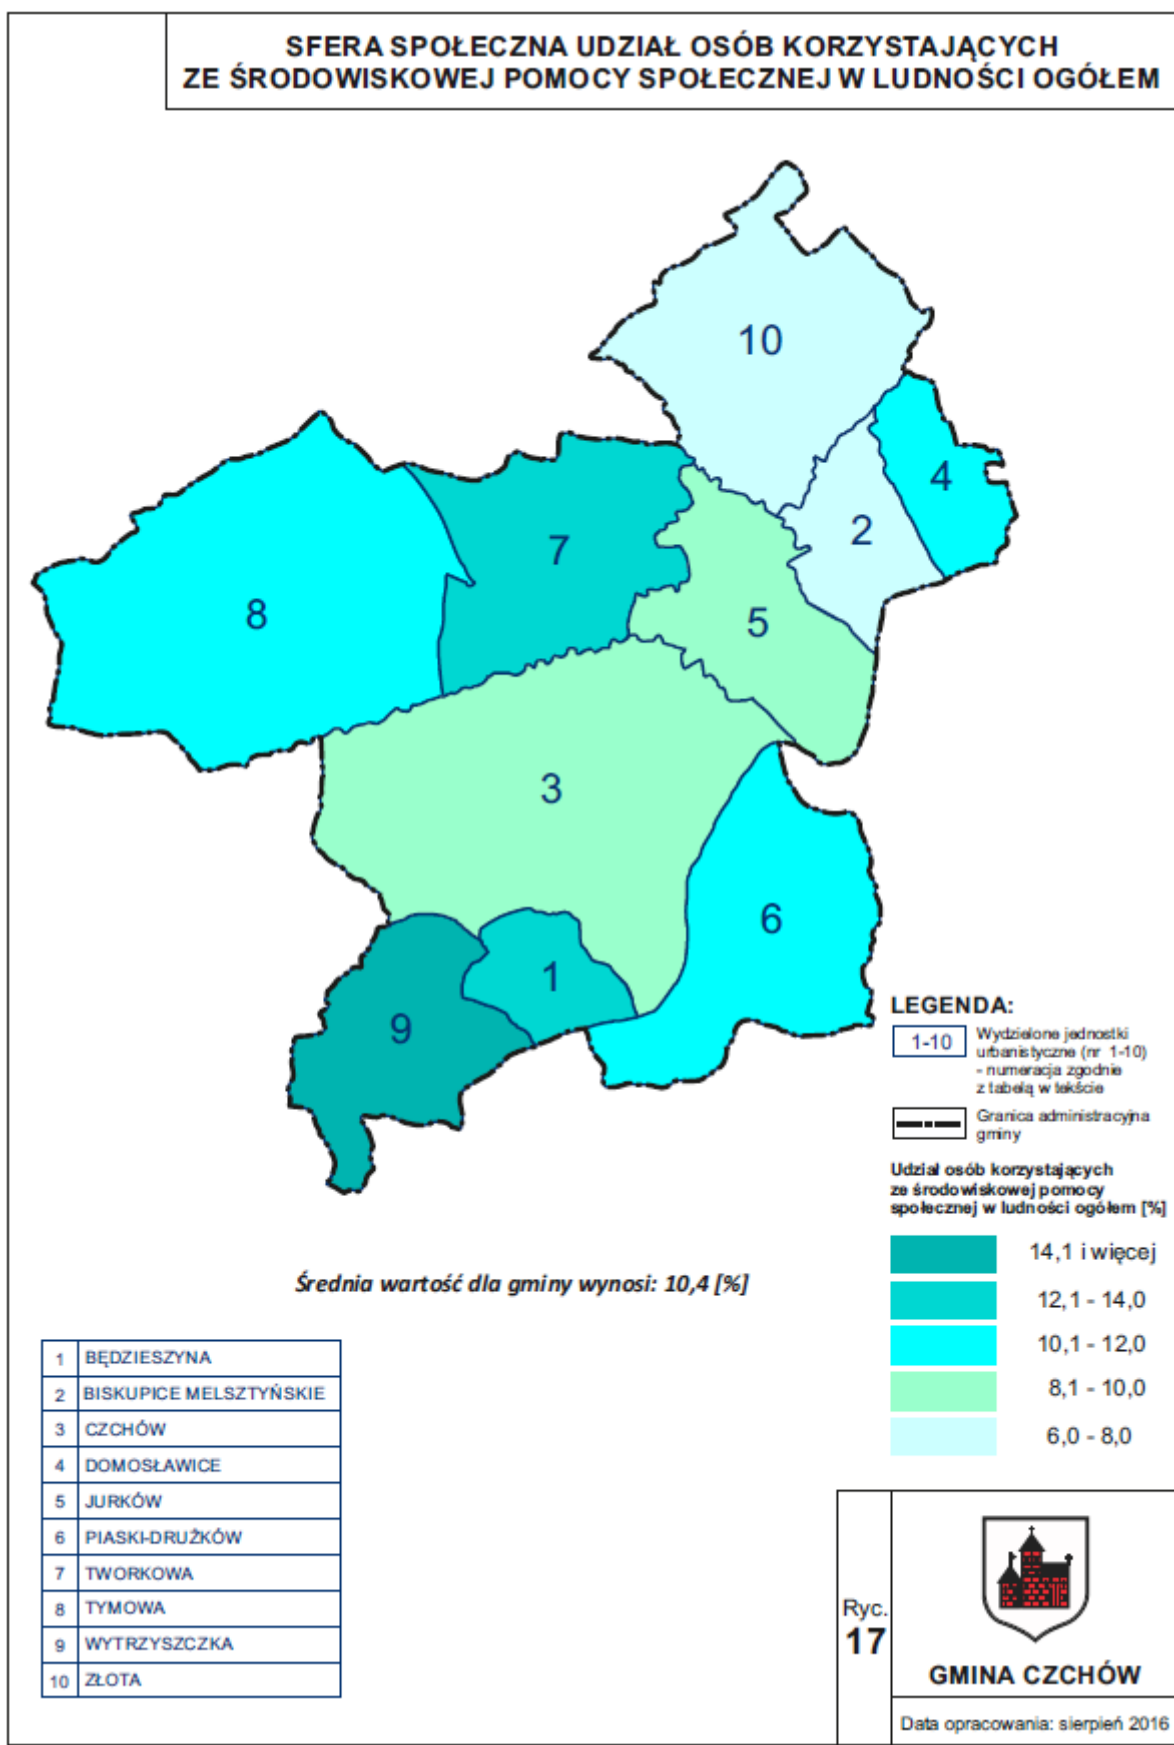 SFERA SPOŁECZNA UDZIAŁ OSÓB KORZYSTAJĄCYCH
ZE ŚRODOWISKOWEJ POMOCY SPOŁECZNEJ W LUDNOŚCI OGÓŁEM
10
4
2
7
8
5
3
6
1
9
LEGENDA:
1-10
Wydzielone jednostki
urbanistyczne (nr 1-10)
- numeracja zgodnie
z tabelą w tekście
Granica administracyjna
gminy
Udział osób korzystających
ze środowiskowej pomocy
społecznej w ludności ogółem [%]
14,1 i więcej
12,1 - 14,0
10,1 - 12,0
8,1 - 10,0
6,0 - 8,0
Średnia wartość dla gminy wynosi: 10,4 [%]
1 BĘDZIESZYNA
2 BISKUPICE MELSZTYŃSKIE
3 CZCHÓW
4 DOMOSŁAWICE
5 JURKÓW
6 PIASKI-DRUŻKÓW
7 TWORKOWA
8 TYMOWA
9 WYTRZYSZCZKA
10 ZŁOTA
Ryc.
17
GMINA CZCHÓW
Data opracowania: sierpień 2016